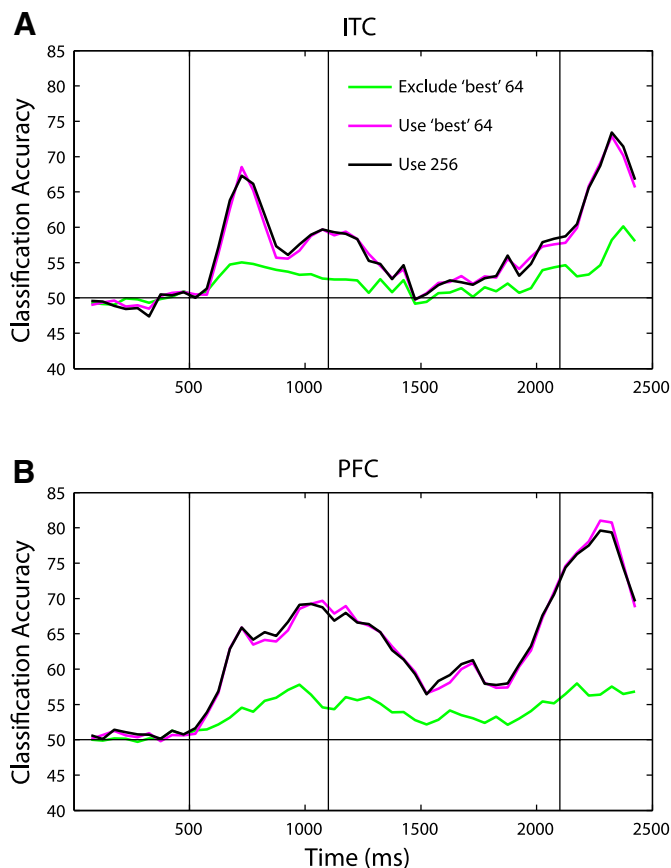 A
ITC
Classification Accuracy
85
80
75
70
65
60
55
50
45
40
Exclude 'best' 64
Use 'best' 64
Use 256
500 1000 1500 2000 2500
B
PFC
Classification Accuracy
85
80
75
70
65
60
55
50
45
40
500 1000 1500 2000 2500
Time (ms)